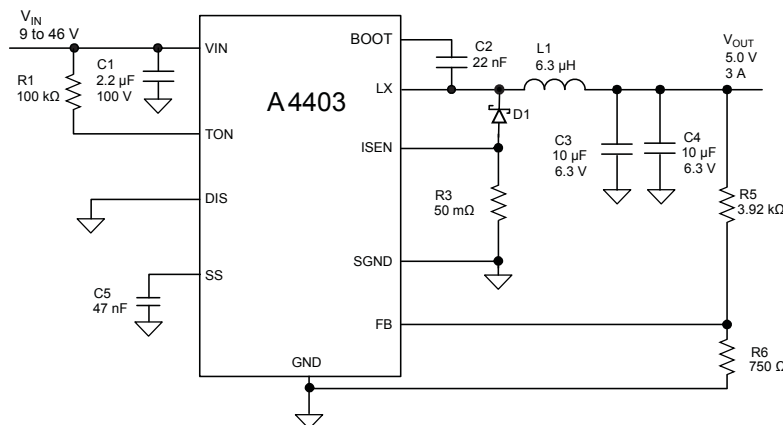 VIN
9 to 46 V
R1
100 kΩ
C1
2.2 µF
100 V
VIN
TON
DIS
SS
C5
47 nF
A4403
BOOT
LX
ISEN
SGND
FB
GND
C2
22 nF
L1
6.3 µH
D1
R3
50 mΩ
C3
10 µF
6.3 V
C4
10 µF
6.3 V
VOUT
5.0 V
3 A
R5
3.92 kΩ
R6
750 Ω